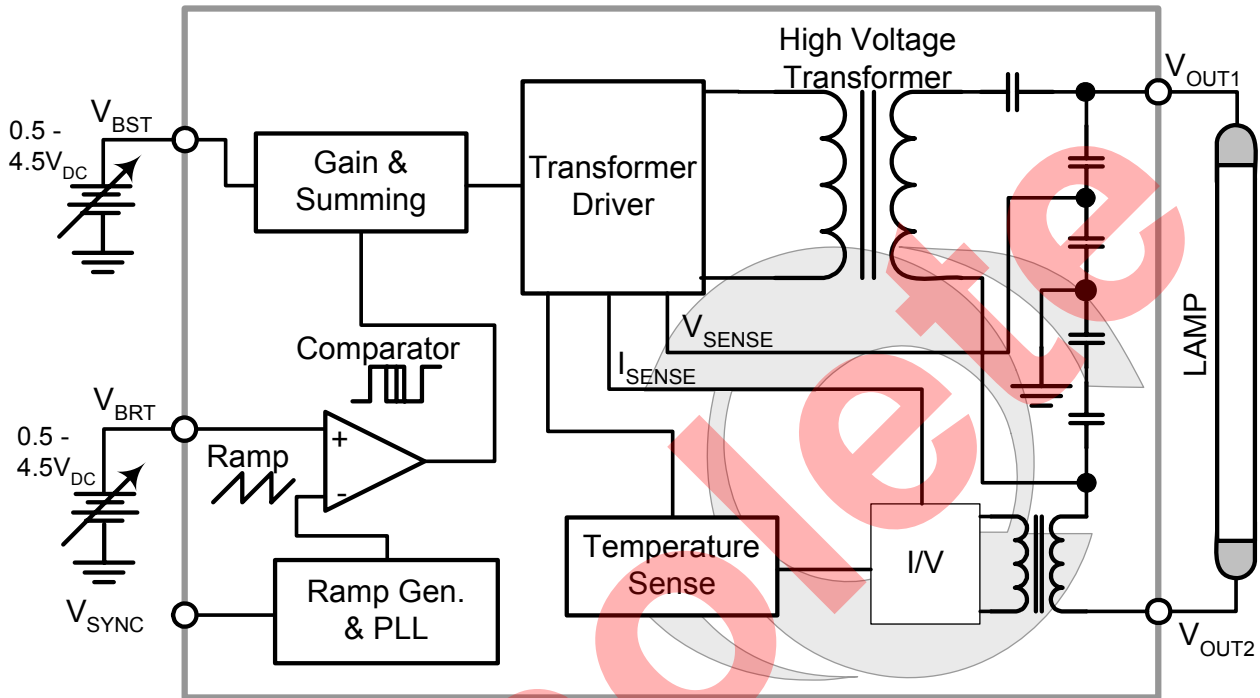 High Voltage
Transformer
V_OUT1
V_BST
0.5 -
4.5V_DC
Gain &
Summing
Transformer
Driver
LAMP
V_SENSE
Comparator
I_SENSE
V_BRT
0.5 -
4.5V_DC
Ramp
+
-
Temperature
Sense
I/V
Ramp Gen.
& PLL
V_SYNC
V_OUT2
olete